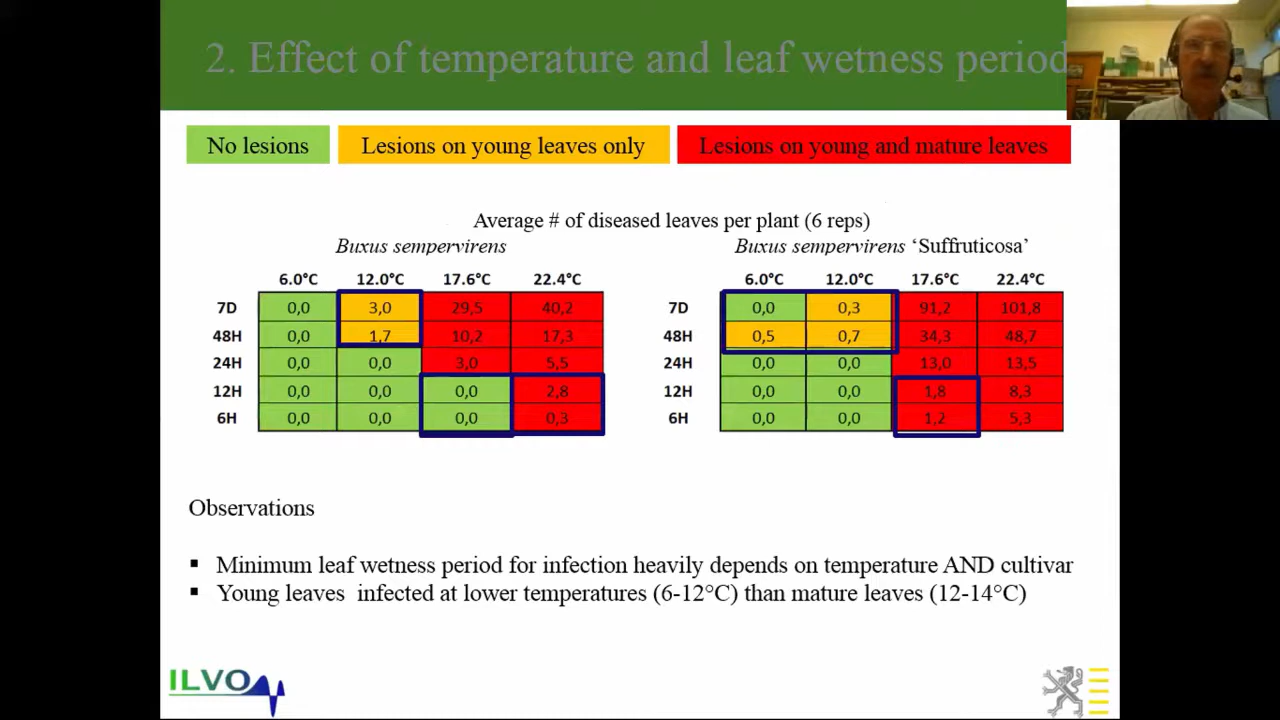 2. Effect of temperature and leaf wetness period
No lesions
Lesions on young leaves only
Lesions on young and mature leaves
Average # of diseased leaves per plant (6 reps)
Buxus sempervirens
6.0°C 12.0°C 17.6°C 22.4°C
7D 0,0 3,0 29,5 40,2
48H 0,0 1,7 10,2 17,3
24H 0,0 0,0 3,0 5,5
12H 0,0 0,0 0,0 2,8
6H 0,0 0,0 0,0 0,3
Buxus sempervirens ‘Suffruticosa’
6.0°C 12.0°C 17.6°C 22.4°C
7D 0,0 0,3 91,2 101,8
48H 0,5 0,7 34,3 48,7
24H 0,0 0,0 13,0 13,5
12H 0,0 0,0 1,8 8,3
6H 0,0 0,0 1,2 5,3
Observations
▪ Minimum leaf wetness period for infection heavily depends on temperature AND cultivar
▪ Young leaves infected at lower temperatures (6-12°C) than mature leaves (12-14°C)
ILVO